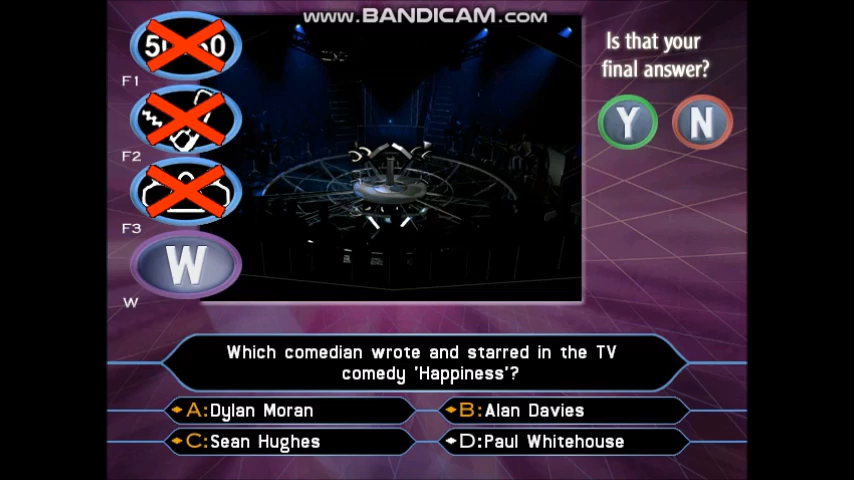 www.BANDICAM.com
Is that your
final answer?
Y N
F1
F2
F3
W
W
Which comedian wrote and starred in the TV
comedy 'Happiness'?
A:Dylan Moran
B:Alan Davies
C:Sean Hughes
D:Paul Whitehouse